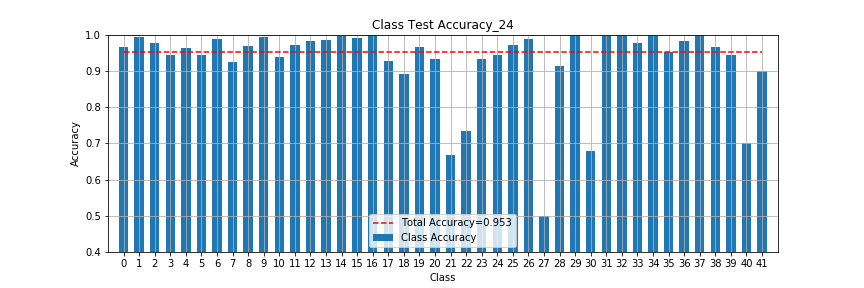 Class Test Accuracy_24
1.0
0.9
0.8
0.7
0.6
0.5
0.4
Accuracy
Total Accuracy=0.953
Class Accuracy
0 1 2 3 4 5 6 7 8 9 10 11 12 13 14 15 16 17 18 19 20 21 22 23 24 25 26 27 28 29 30 31 32 33 34 35 36 37 38 39 40 41
Class